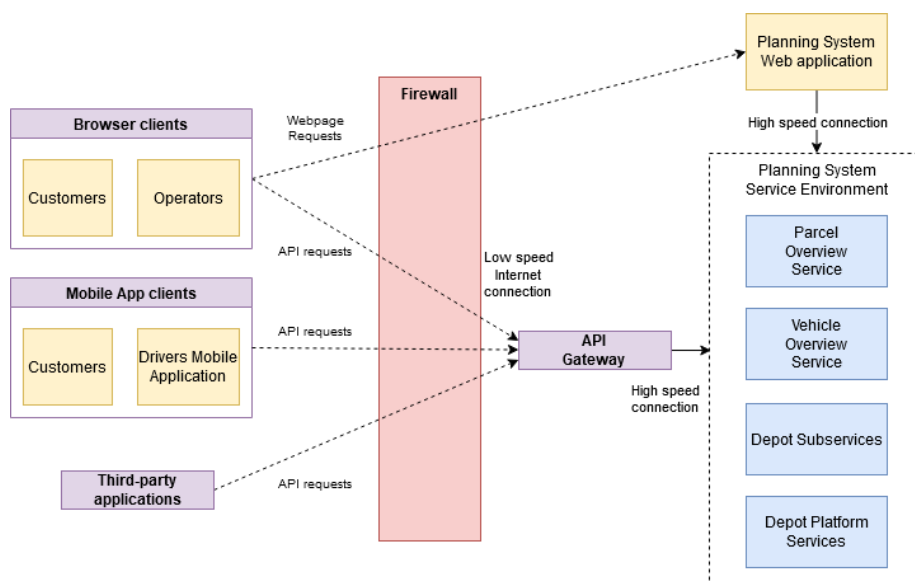 Planning System
Web application
Firewall
Browser clients
Webpage
Requests
High speed connection
Customers
Operators
Planning System
Service Environment
Parcel
Overview
Service
API requests
Low speed
Internet
connection
Mobile App clients
API requests
Customers
Drivers Mobile
Application
API
Gateway
Vehicle
Overview
Service
High speed
connection
Depot Subservices
Third-party
applications
API requests
Depot Platform
Services